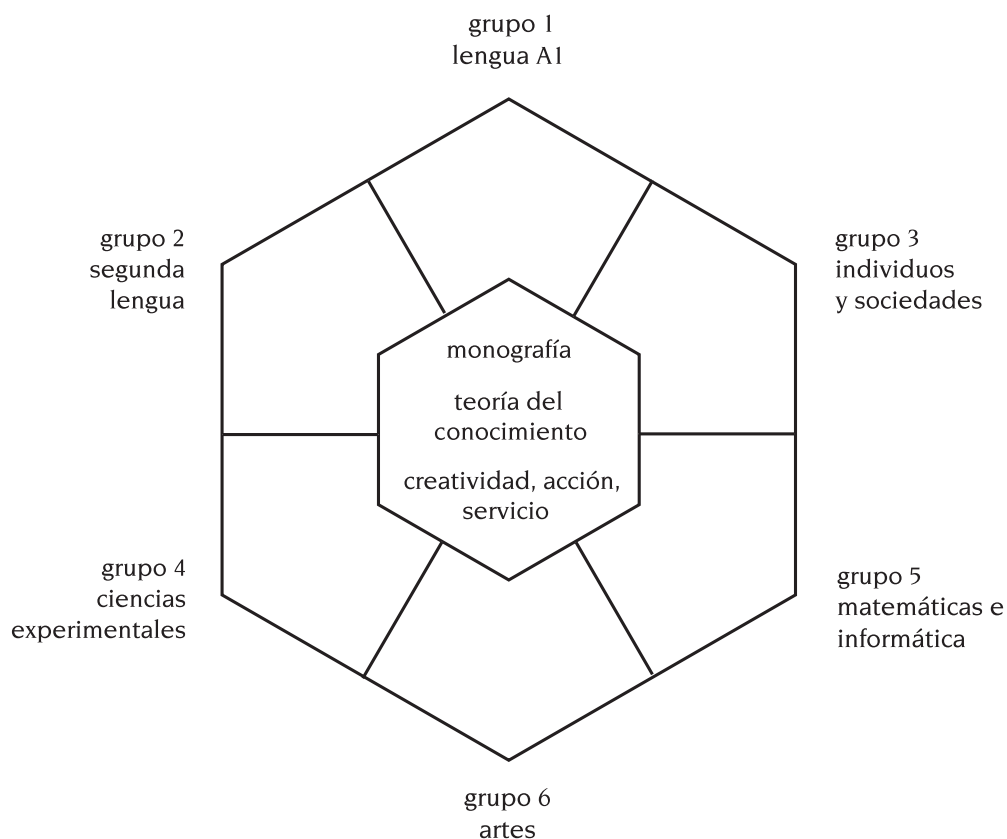 grupo 1
lengua A1
grupo 2
segunda
lengua
grupo 3
individuos
y sociedades
monografía
teoría del
conocimiento
creatividad, acción,
servicio
grupo 4
ciencias
experimentales
grupo 5
matemáticas e
informática
grupo 6
artes